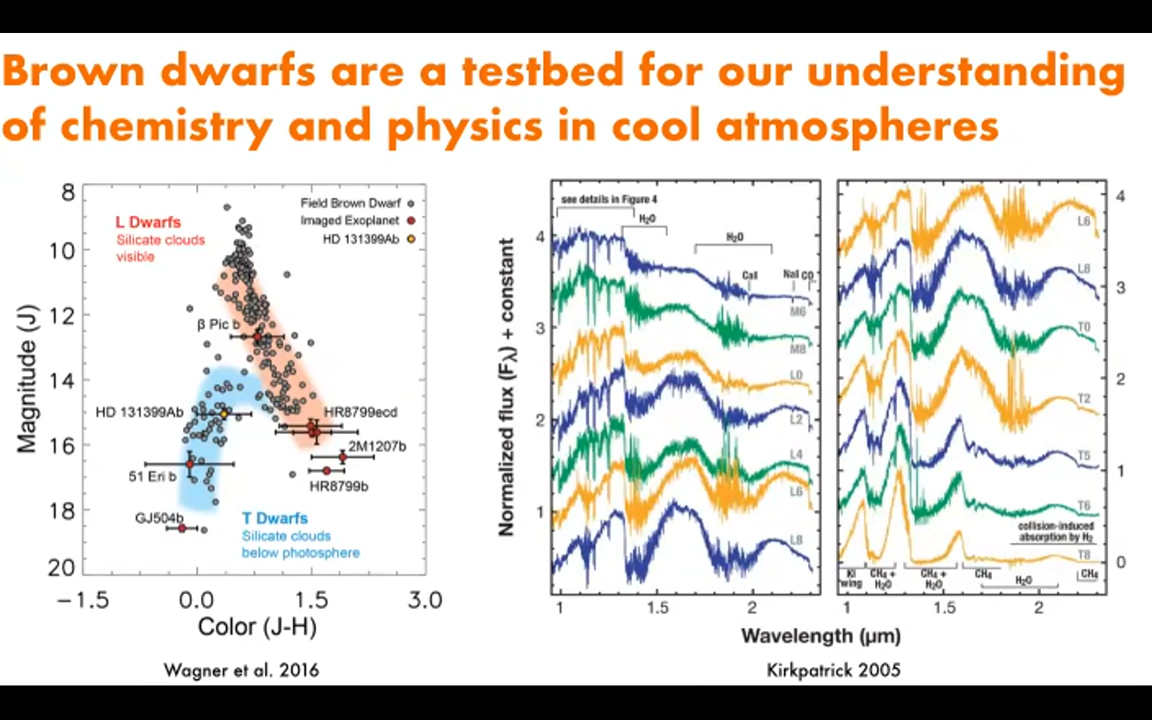 Brown dwarfs are a testbed for our understanding
of chemistry and physics in cool atmospheres
8
10
12
14
16
18
20
Magnitude (J)
L Dwarfs
Silicate clouds
visible
Field Brown Dwarf
Imaged Exoplanet
HD 131399Ab
β Pic b
HD 131399Ab
HR8799ecd
2M1207b
51 Eri b
HR8799b
GJ504b
T Dwarfs
Silicate clouds
below photosphere
−1.5 0.0 1.5 3.0
Color (J-H)
Wagner et al. 2016
Normalized flux (Fλ) + constant
4
3
2
1
see details in Figure 4
H₂O
H₂O
CaI NaI CO
M6
M8
L0
L2
L4
L6
L8
1 1.5 2
L6
L8
T0
T2
T5
T6
collision-induced
absorption by H₂
T8
KI
wing
CH4 +
H₂O
CH4 +
H₂O
CH4
H₂O
CH4
4
3
2
1
0
1 1.5 2
Wavelength (μm)
Kirkpatrick 2005